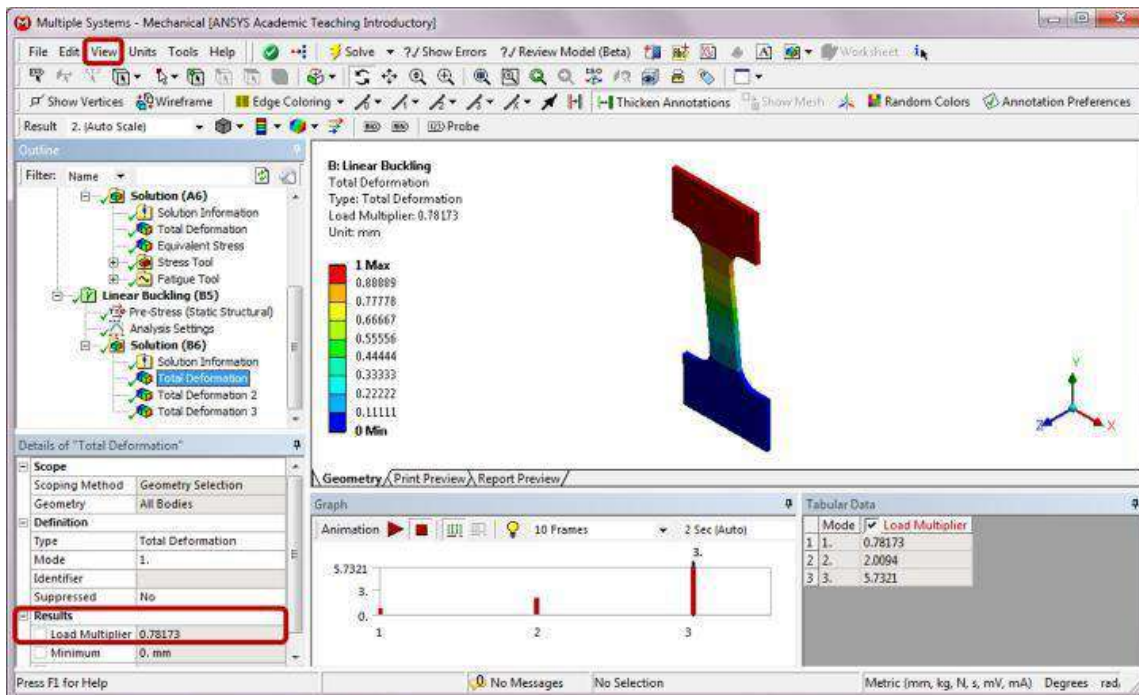 Multiple Systems - Mechanical [ANSYS Academic Teaching Introductory]
File Edit View Units Tools Help Solve ?/ Show Errors ?/ Review Model (Beta) A Worksheet
Show Vertices Wireframe Edge Coloring Thicken Annotations Show Mesh Random Colors Annotation Preferences
Result 2. (Auto Scale) Probe
Outline
Filter: Name
Solution (A6)
Solution Information
Total Deformation
Equivalent Stress
Stress Tool
Fatigue Tool
Linear Buckling (B5)
Pre-Stress (Static Structural)
Analysis Settings
Solution (B6)
Solution Information
Total Deformation
Total Deformation 2
Total Deformation 3
Details of "Total Deformation"
Scope
Scoping Method Geometry Selection
Geometry All Bodies
Definition
Type Total Deformation
Mode 1.
Identifier
Suppressed No
Results
Load Multiplier 0.78173
Minimum 0. mm
B: Linear Buckling
Total Deformation
Type: Total Deformation
Load Multiplier: 0.78173
Unit: mm
1 Max
0.88889
0.77778
0.66667
0.55556
0.44444
0.33333
0.22222
0.11111
0 Min
Y
Z X
Geometry Print Preview Report Preview
Graph
Animation 10 Frames 2 Sec (Auto)
3.
5.7321
3.
0.
1 2 3
Tabular Data
Mode Load Multiplier
1 1. 0.78173
2 2. 2.0094
3 3. 5.7321
Press F1 for Help No Messages No Selection Metric (mm, kg, N, s, mV, mA) Degrees rad,